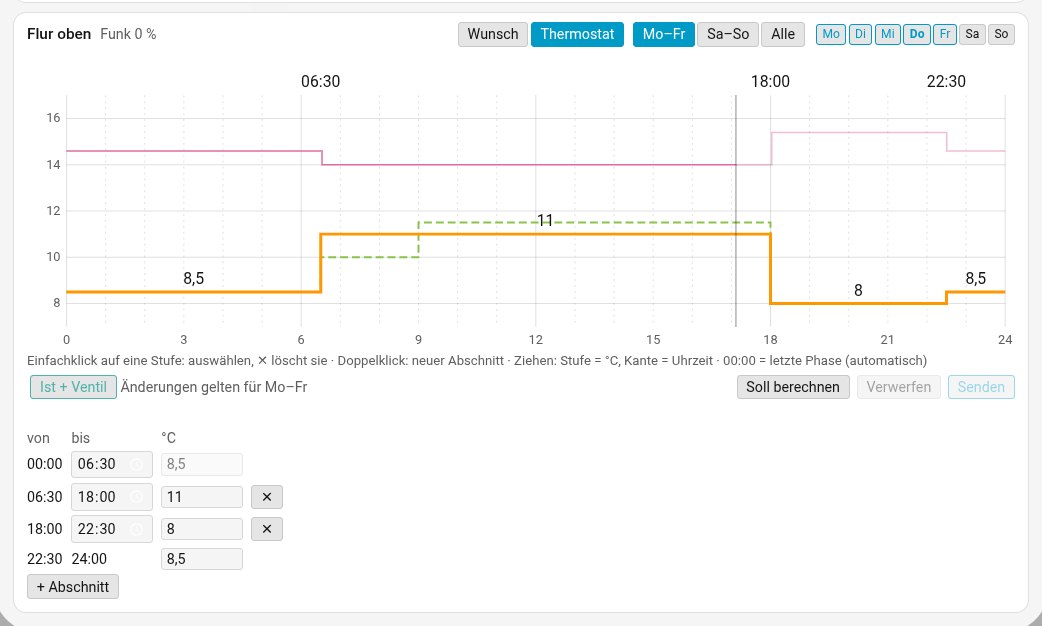 Flur oben Funk 0 % Wunsch Thermostat Mo–Fr Sa–So Alle Mo Di Mi Do Fr Sa So
06:30 18:00 22:30
16
14
12
11
10
8,5 8,5
8
8
0 3 6 9 12 15 18 21 24
Einfachklick auf eine Stufe: auswählen, ✕ löscht sie · Doppelklick: neuer Abschnitt · Ziehen: Stufe = °C, Kante = Uhrzeit · 00:00 = letzte Phase (automatisch)
Ist + Ventil Änderungen gelten für Mo–Fr Soll berechnen Verwerfen Senden
von bis °C
00:00 06:30 8,5
06:30 18:00 11 ✕
18:00 22:30 8 ✕
22:30 24:00 8,5
+ Abschnitt